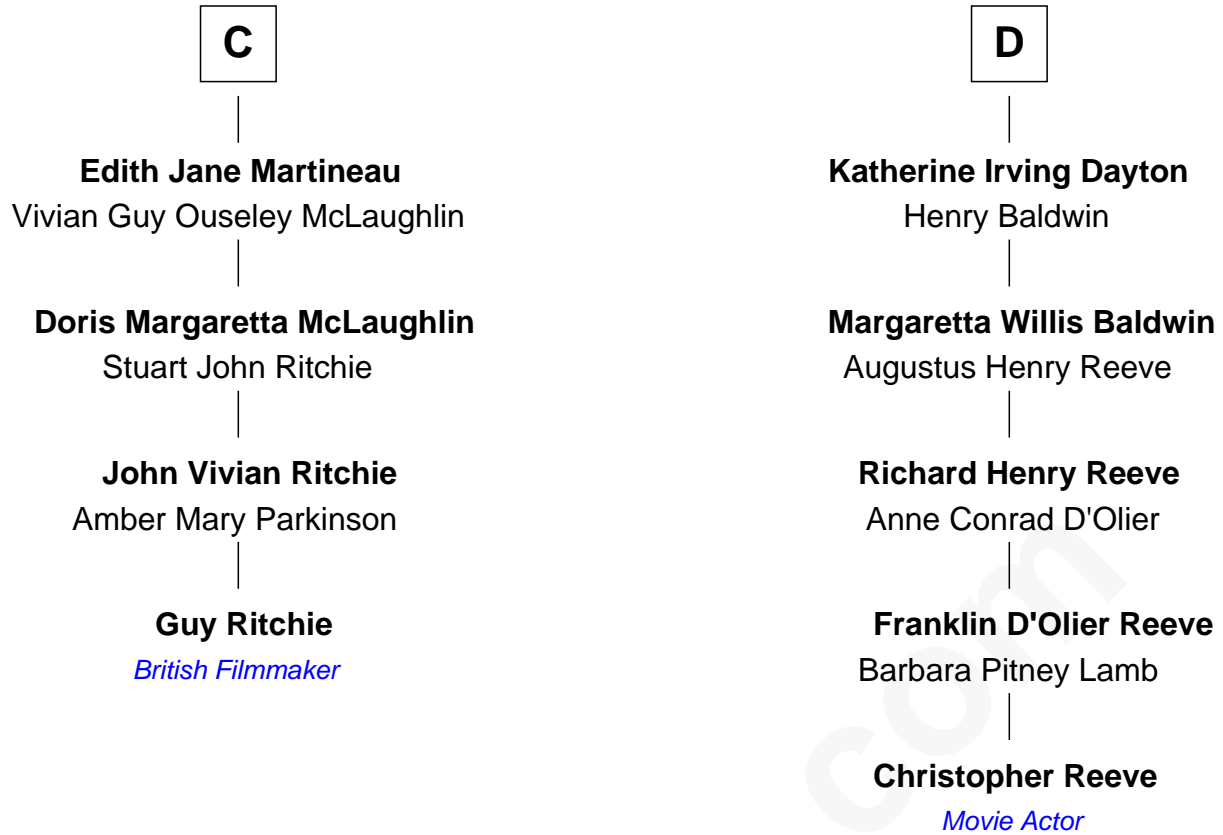 C
Edith Jane Martineau
Vivian Guy Ouseley McLaughlin
Doris Margaretta McLaughlin
Stuart John Ritchie
John Vivian Ritchie
Amber Mary Parkinson
Guy Ritchie
British Filmmaker
D
Katherine Irving Dayton
Henry Baldwin
Margaretta Willis Baldwin
Augustus Henry Reeve
Richard Henry Reeve
Anne Conrad D'Olier
Franklin D'Olier Reeve
Barbara Pitney Lamb
Christopher Reeve
Movie Actor
com